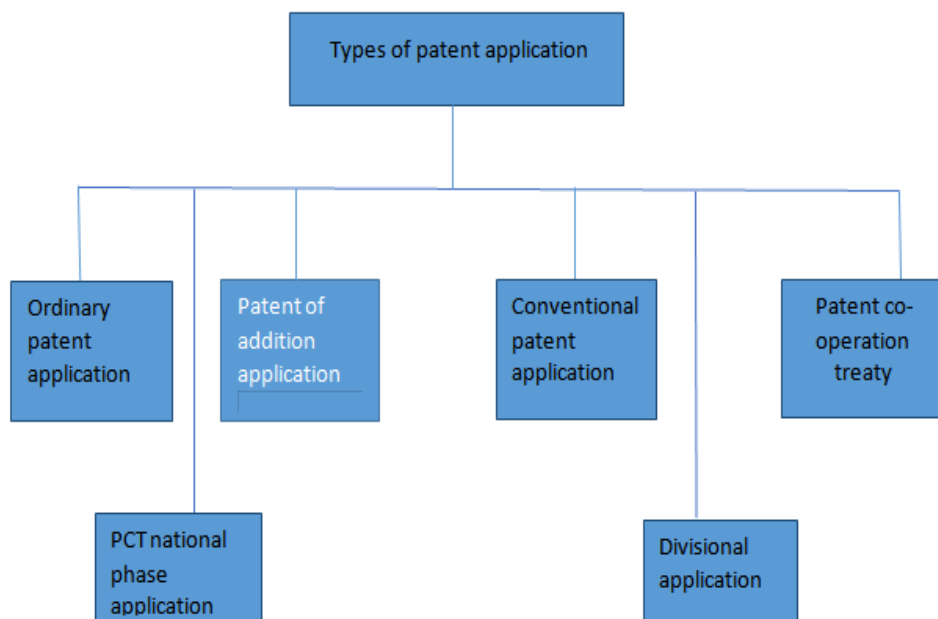 Types of patent application
Ordinary
patent
application
Patent of
addition
application
Conventional
patent
application
Patent co-
operation
treaty
PCT national
phase
application
Divisional
application